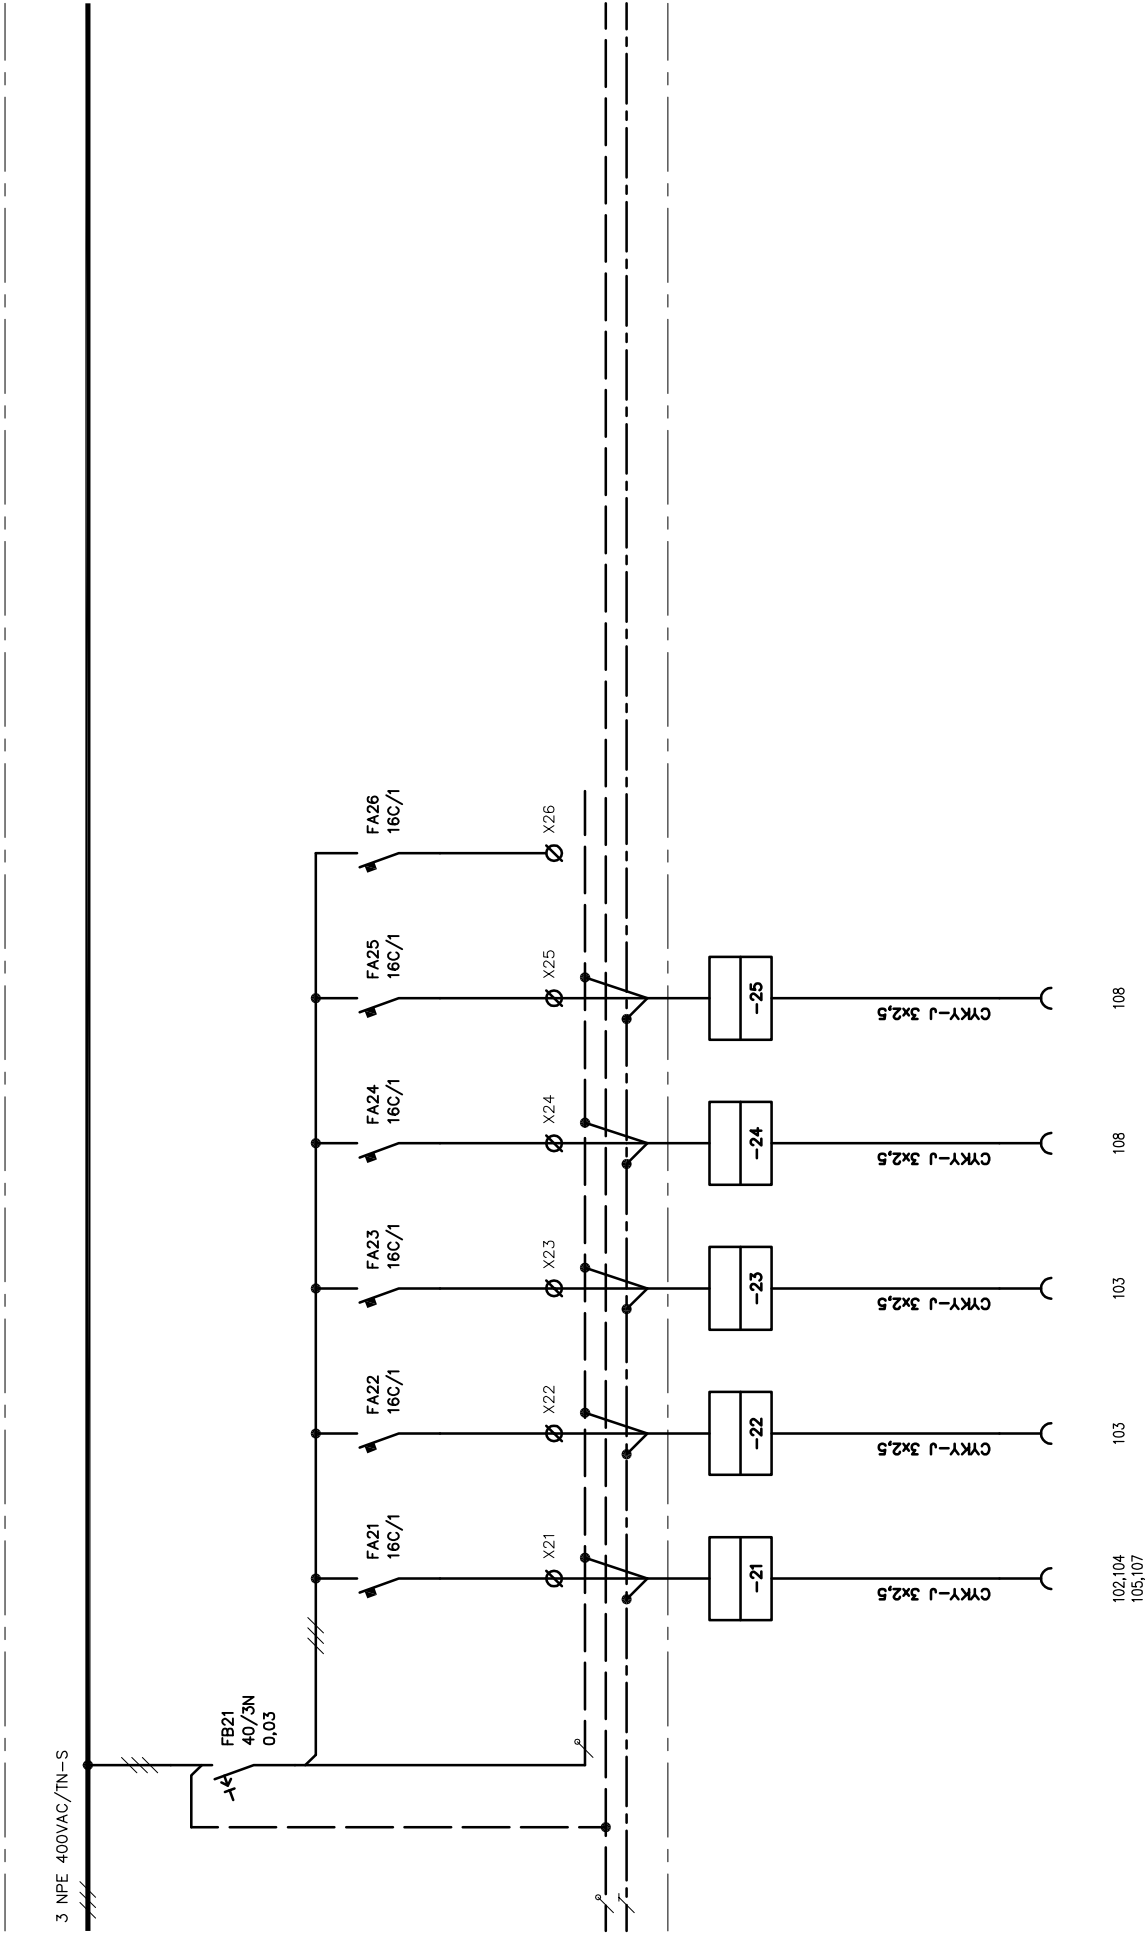 3 NPE 400VAC/TN-S
FB21
40/3N
0,03
FA21
16C/1
FA22
16C/1
FA23
16C/1
FA24
16C/1
FA25
16C/1
FA26
16C/1
X21
X22
X23
X24
X25
X26
-21
-22
-23
-24
-25
CYKY-J 3x2,5
CYKY-J 3x2,5
CYKY-J 3x2,5
CYKY-J 3x2,5
CYKY-J 3x2,5
102,104
105,107
103
103
108
108